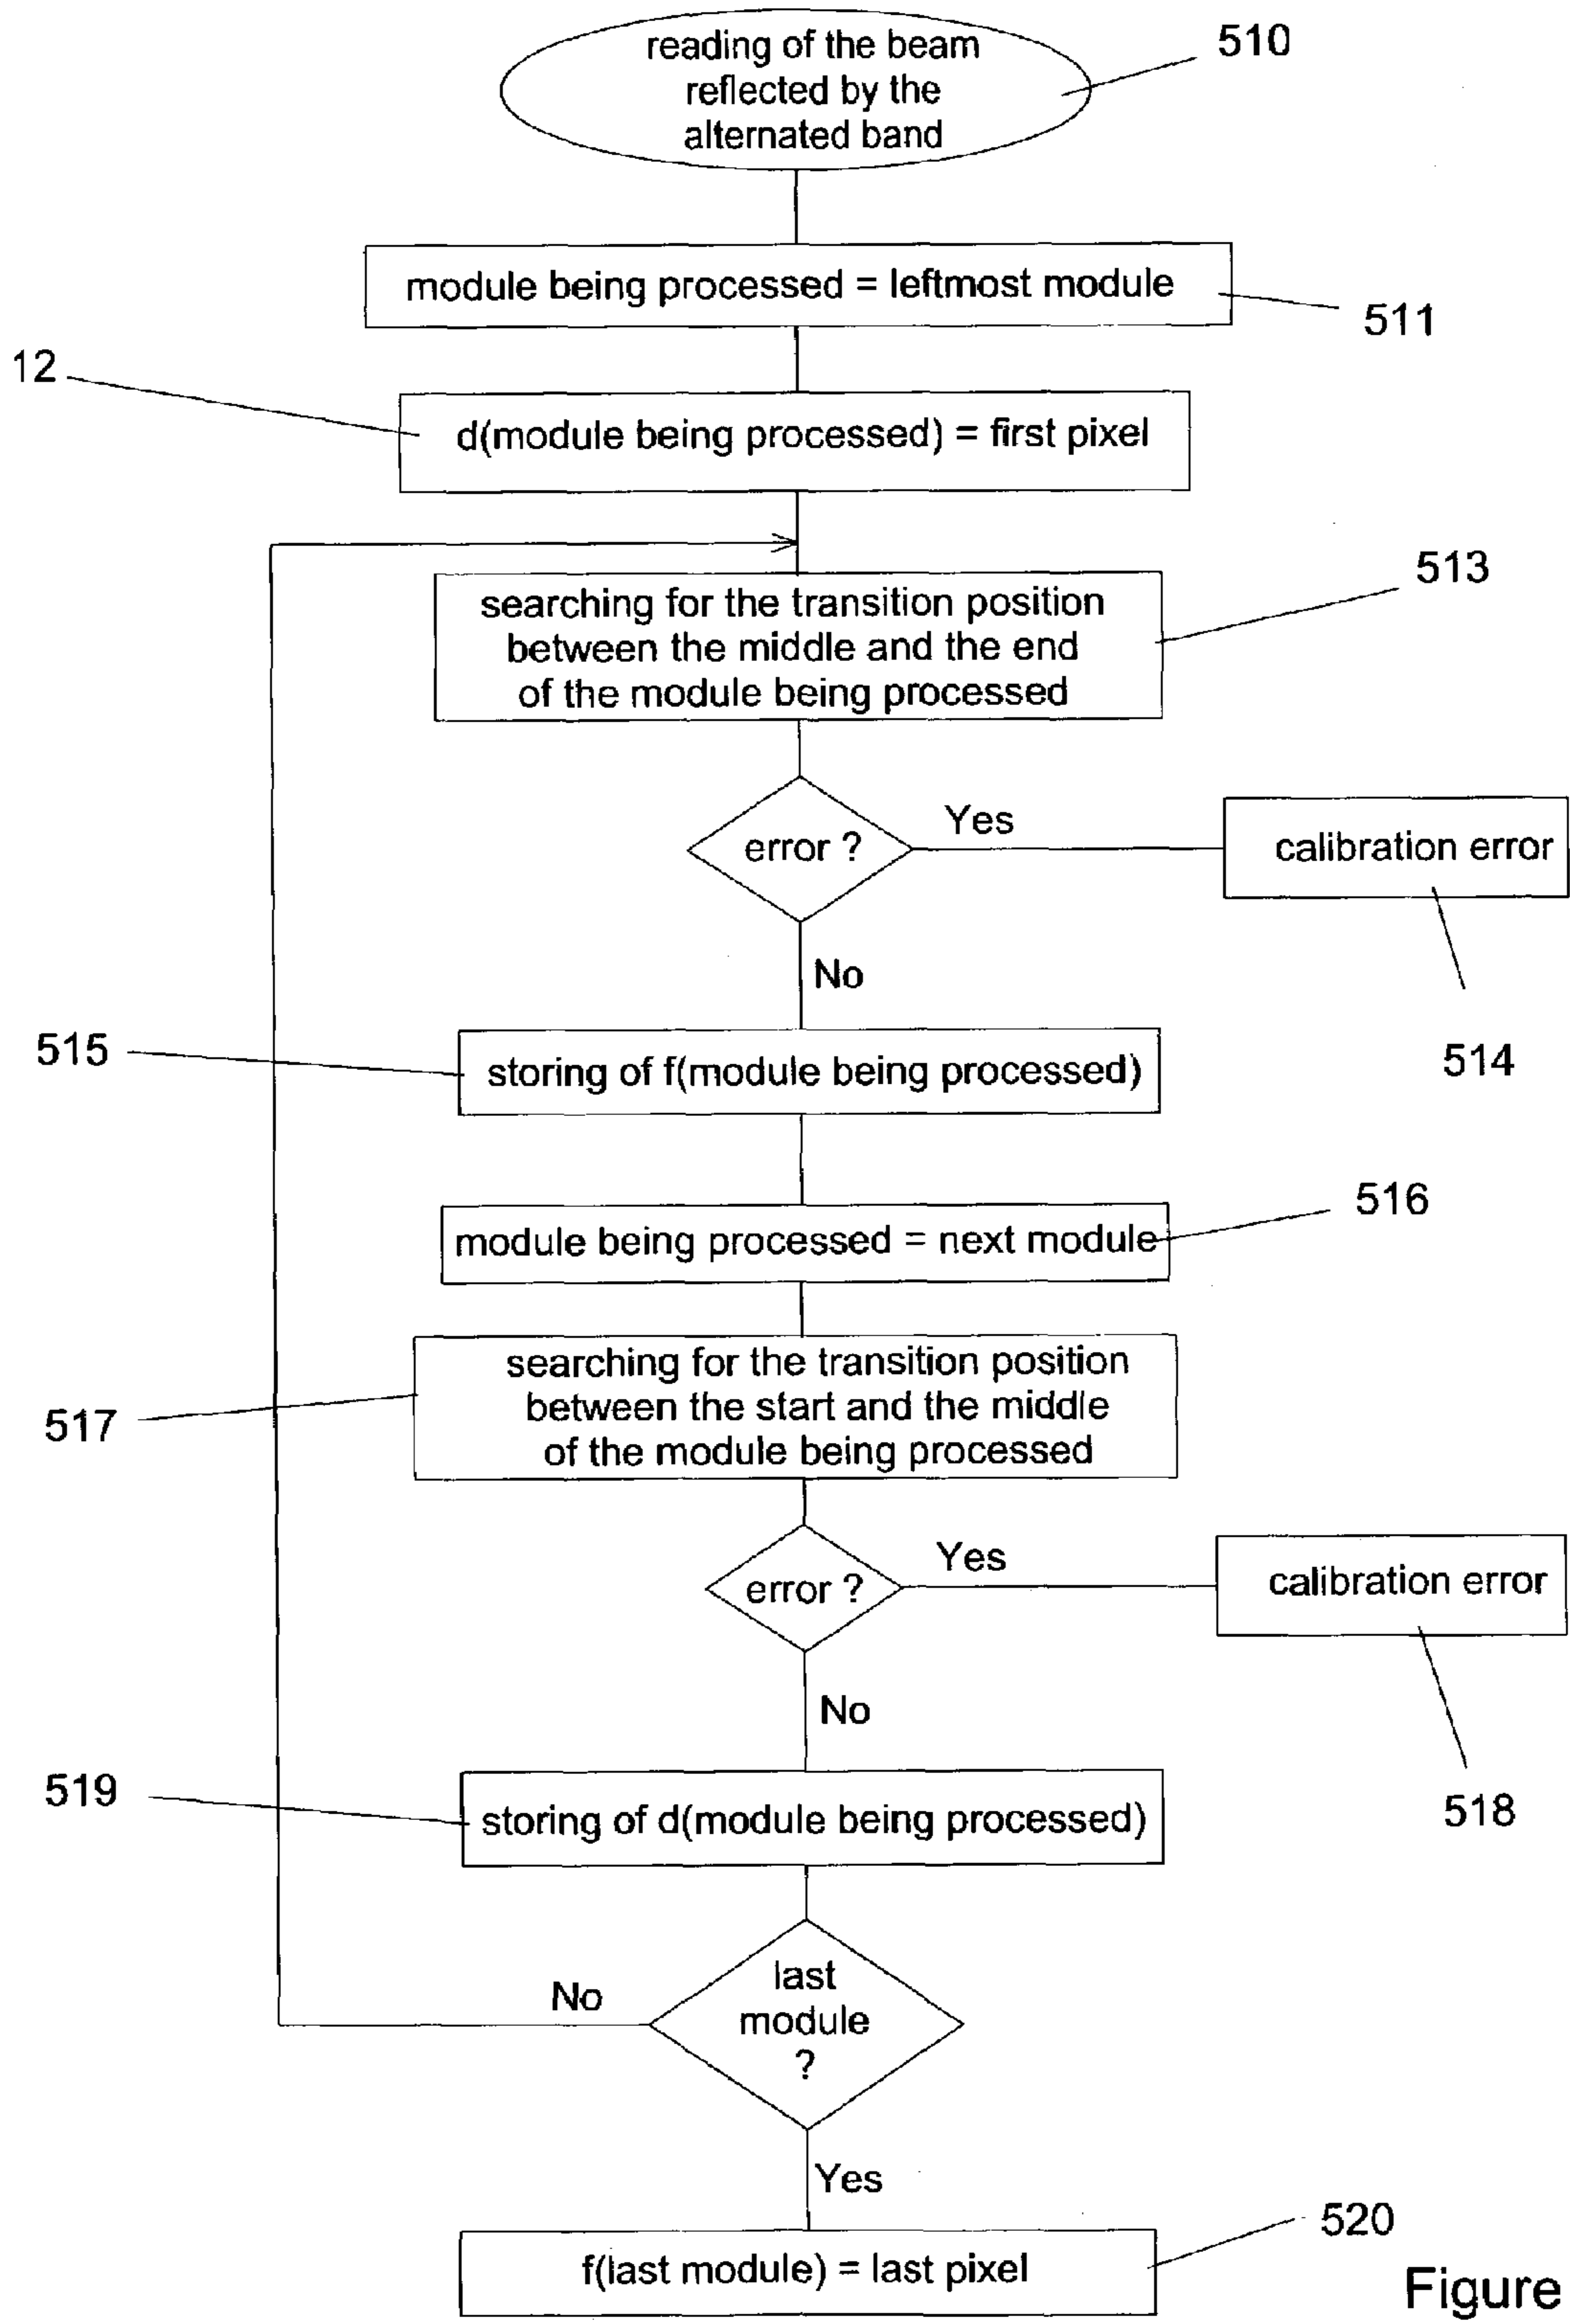 reading of the beam
reflected by the
alternated band
510
module being processed = leftmost module
511
12
d(module being processed) = first pixel
513
searching for the transition position
between the middle and the end
of the module being processed
error ?
Yes
calibration error
514
No
515
storing of f(module being processed)
516
module being processed = next module
searching for the transition position
between the start and the middle
of the module being processed
517
error ?
Yes
calibration error
518
No
519
storing of d(module being processed)
last
module
?
No
Yes
520
f(last module) = last pixel
Figure